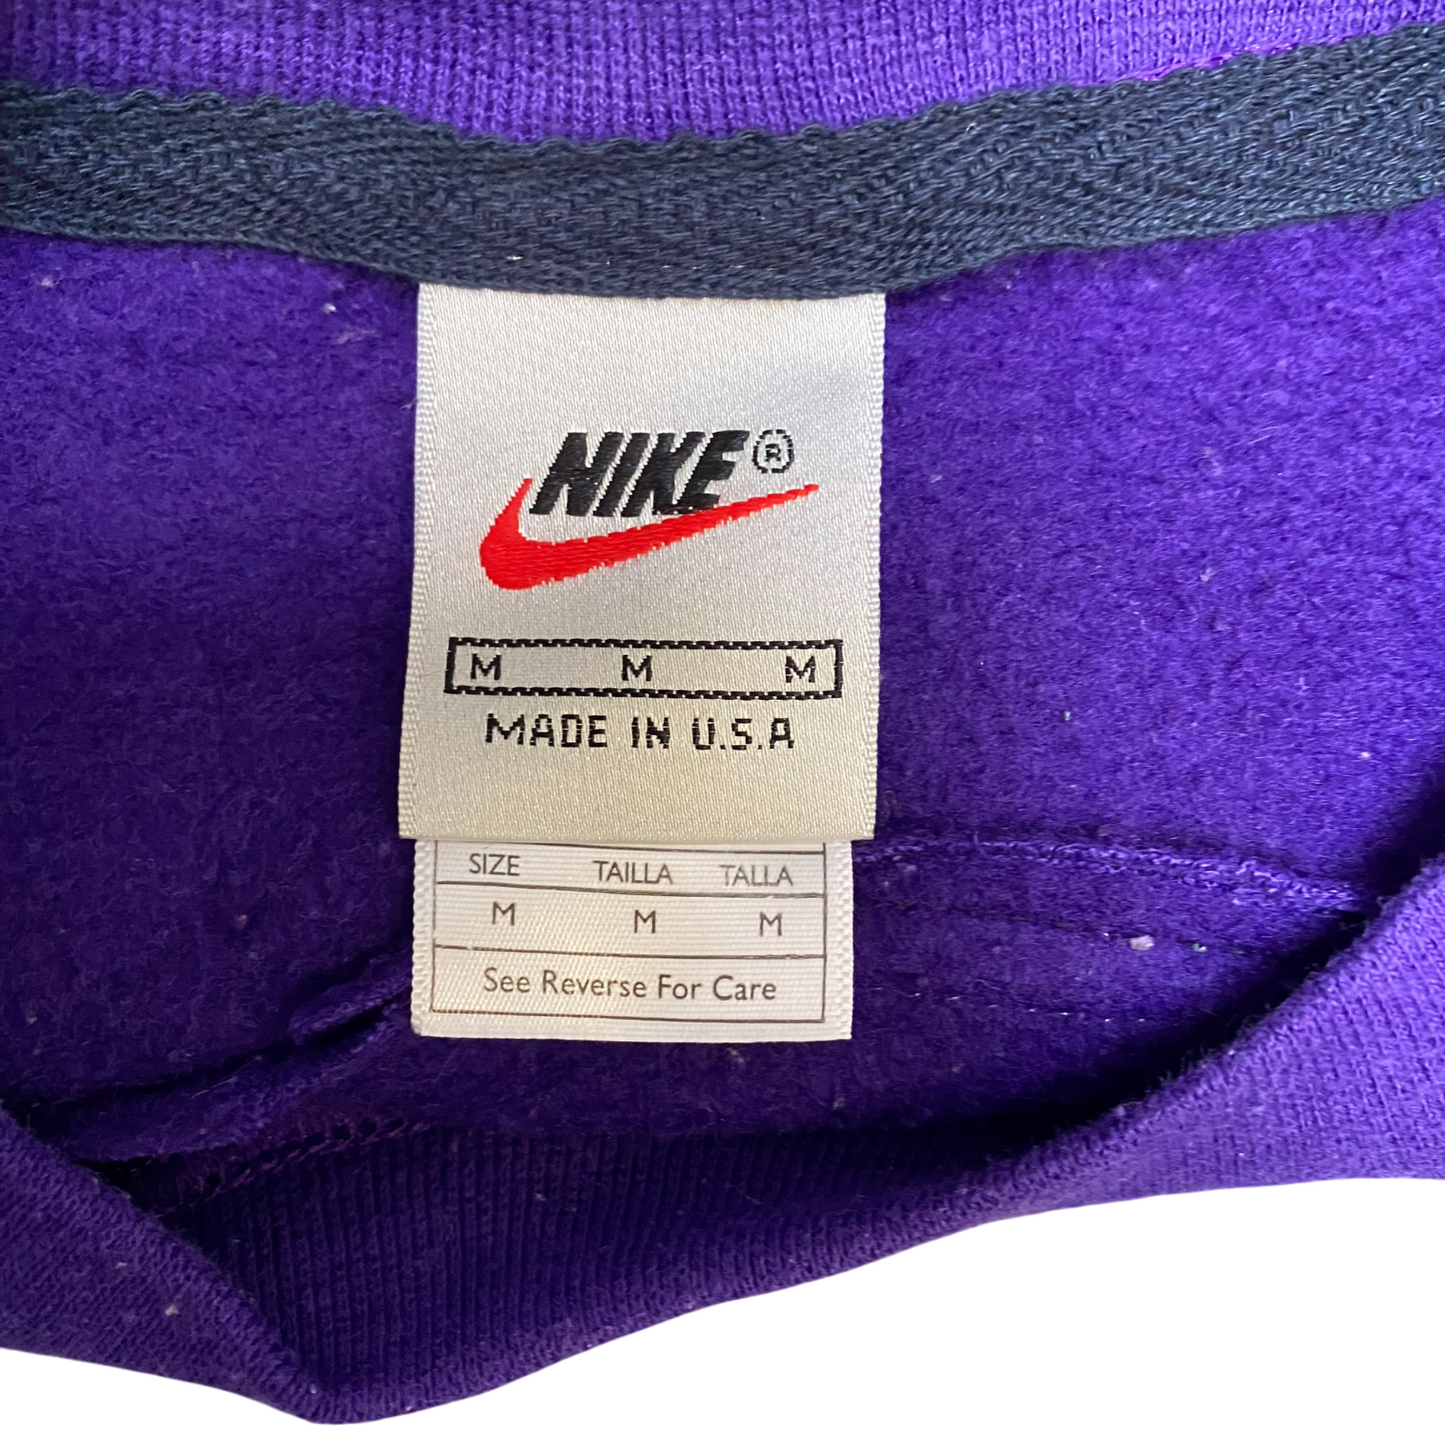 NIKE®
M M M
MADE IN U.S.A
SIZE TAILLA TALLA
M M M
See Reverse For Care